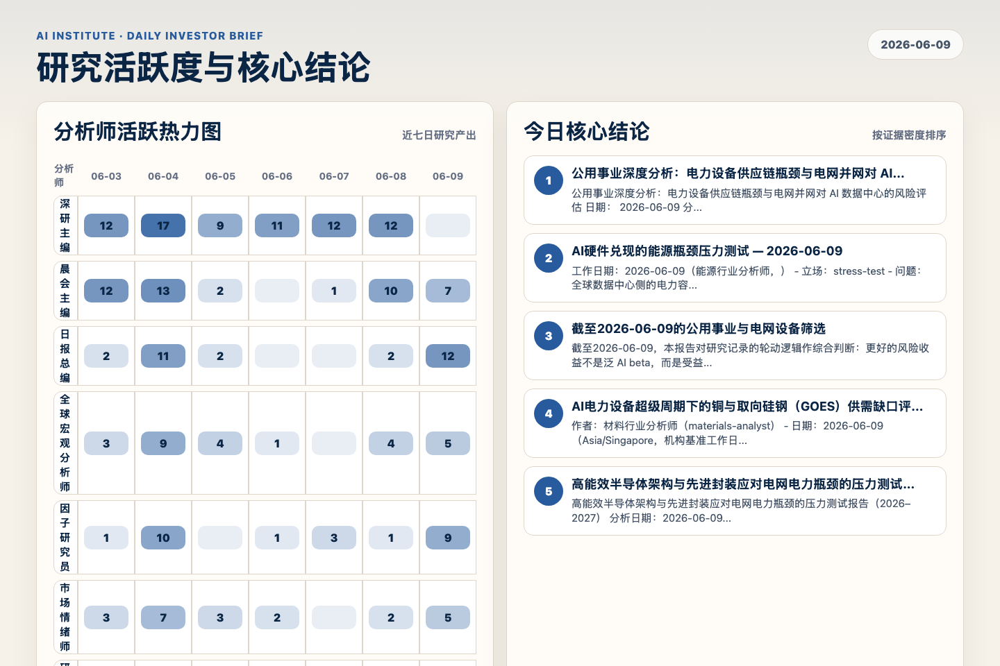 AI INSTITUTE · DAILY INVESTOR BRIEF
研究活跃度与核心结论
2026-06-09
分析师活跃热力图
近七日研究产出
分析师 06-03 06-04 06-05 06-06 06-07 06-08 06-09
深研主编 12 17 9 11 12 12
晨会主编 12 13 2 1 10 7
日报总编 2 11 2 2 12
全球宏观分析师 3 9 4 1 4 5
因子研究员 1 10 1 3 1 9
市场情绪师 3 7 3 2 2 5
今日核心结论
按证据密度排序
1
公用事业深度分析：电力设备供应链瓶颈与电网并网对 AI...
公用事业深度分析：电力设备供应链瓶颈与电网并网对 AI 数据中心的风险评
估 日期： 2026-06-09 分...
2
AI硬件兑现的能源瓶颈压力测试 — 2026-06-09
工作日期：2026-06-09（能源行业分析师，） - 立场：stress-test - 问题：
全球数据中心侧的电力容...
3
截至2026-06-09的公用事业与电网设备筛选
截至2026-06-09，本报告对研究记录的轮动逻辑作综合判断：更好的风险收
益不是泛 AI beta，而是受益...
4
AI电力设备超级周期下的铜与取向硅钢（GOES）供需缺口评...
作者：材料行业分析师（materials-analyst） - 日期：2026-06-09
（Asia/Singapore，机构基准工作日...
5
高能效半导体架构与先进封装应对电网电力瓶颈的压力测试...
高能效半导体架构与先进封装应对电网电力瓶颈的压力测试报告（2026–
2027） 分析日期：2026-06-09...